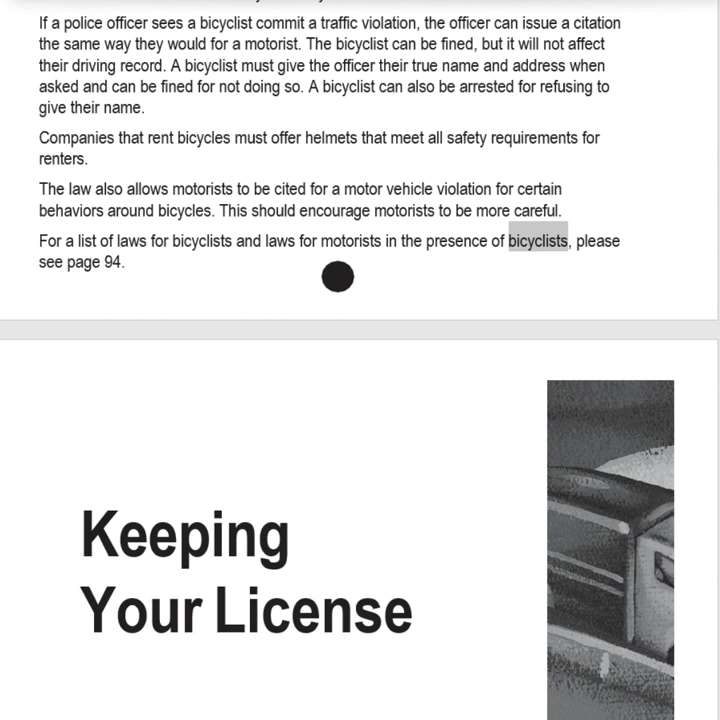 If a police officer sees a bicyclist commit a traffic violation, the officer can issue a citation
the same way they would for a motorist. The bicyclist can be fined, but it will not affect
their driving record. A bicyclist must give the officer their true name and address when
asked and can be fined for not doing so. A bicyclist can also be arrested for refusing to
give their name.
Companies that rent bicycles must offer helmets that meet all safety requirements for
renters.
The law also allows motorists to be cited for a motor vehicle violation for certain
behaviors around bicycles. This should encourage motorists to be more careful.
For a list of laws for bicyclists and laws for motorists in the presence of bicyclists, please
see page 94.
Keeping
Your License